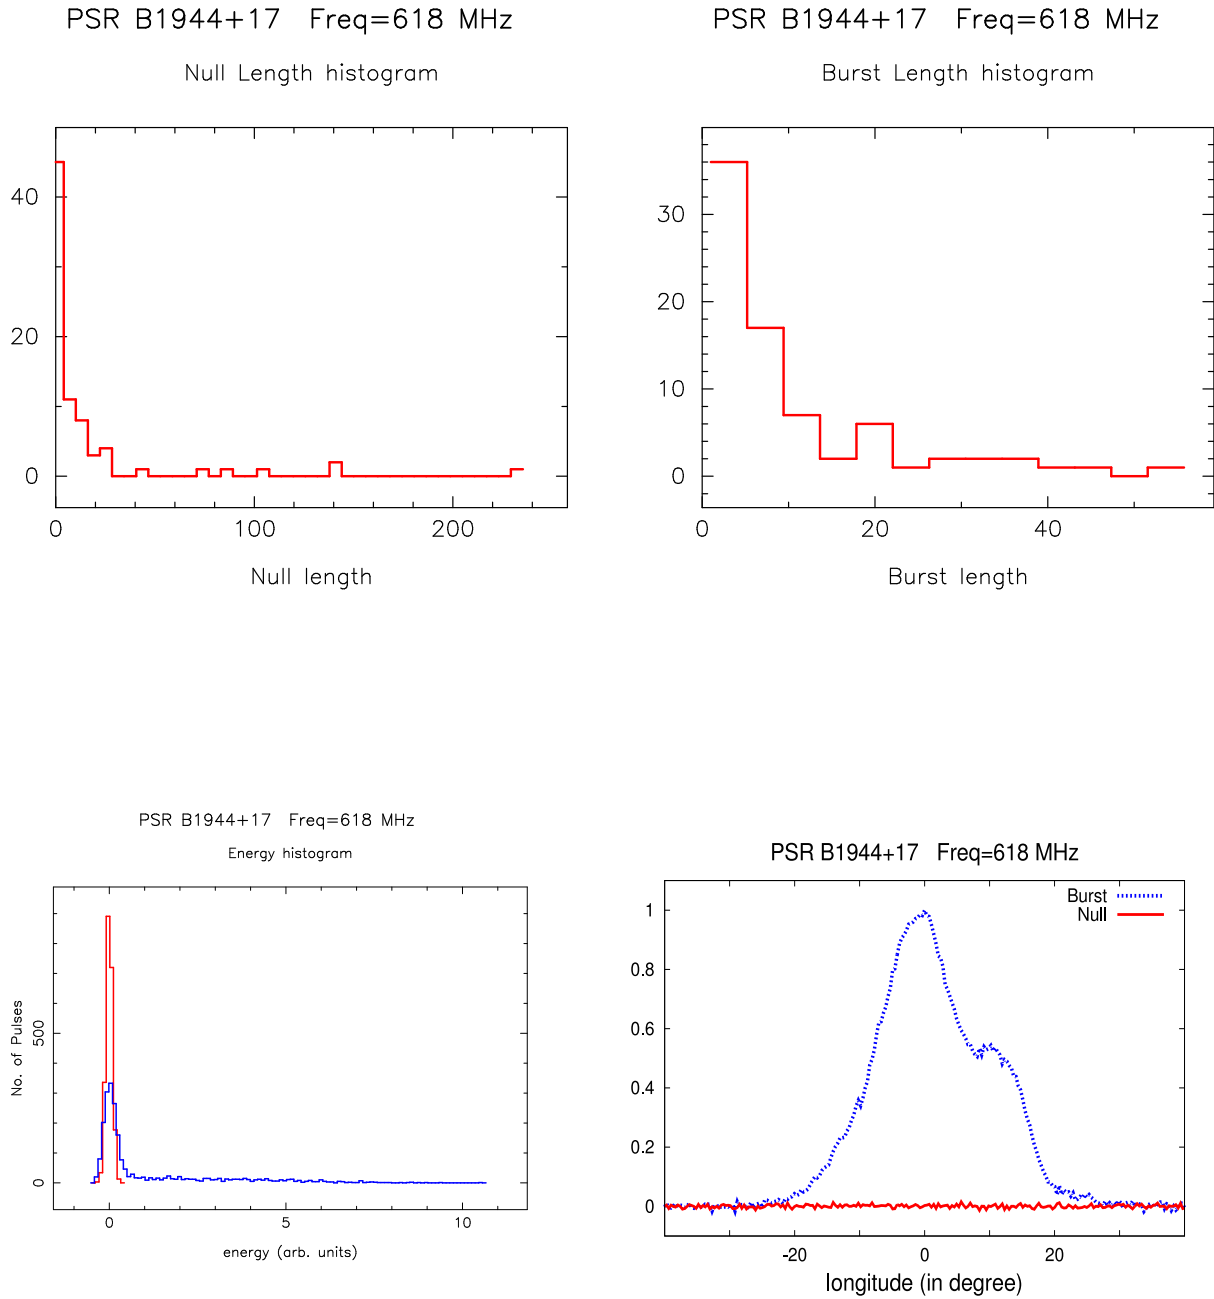 PSR B1944+17 Freq=618 MHz
Null Length histogram
40
20
0
0 100 200
Null length
PSR B1944+17 Freq=618 MHz
Burst Length histogram
30
20
10
0
0 20 40
Burst length
PSR B1944+17 Freq=618 MHz
Energy histogram
No. of Pulses
500
0
0 5 10
energy (arb. units)
PSR B1944+17 Freq=618 MHz
Burst
Null
1
0.8
0.6
0.4
0.2
0
-20 0 20
longitude (in degree)